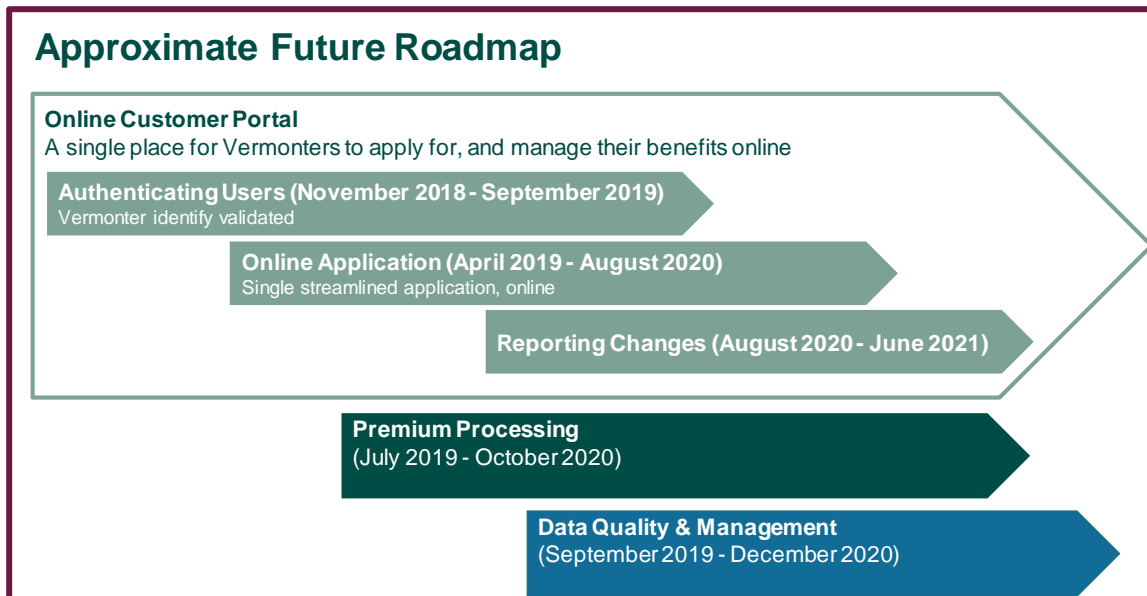 Approximate Future Roadmap
Online Customer Portal
A single place for Vermonters to apply for, and manage their benefits online
Authenticating Users (November 2018 - September 2019)
Vermonter identify validated
Online Application (April 2019 - August 2020)
Single streamlined application, online
Reporting Changes (August 2020 - June 2021)
Premium Processing
(July 2019 - October 2020)
Data Quality & Management
(September 2019 - December 2020)